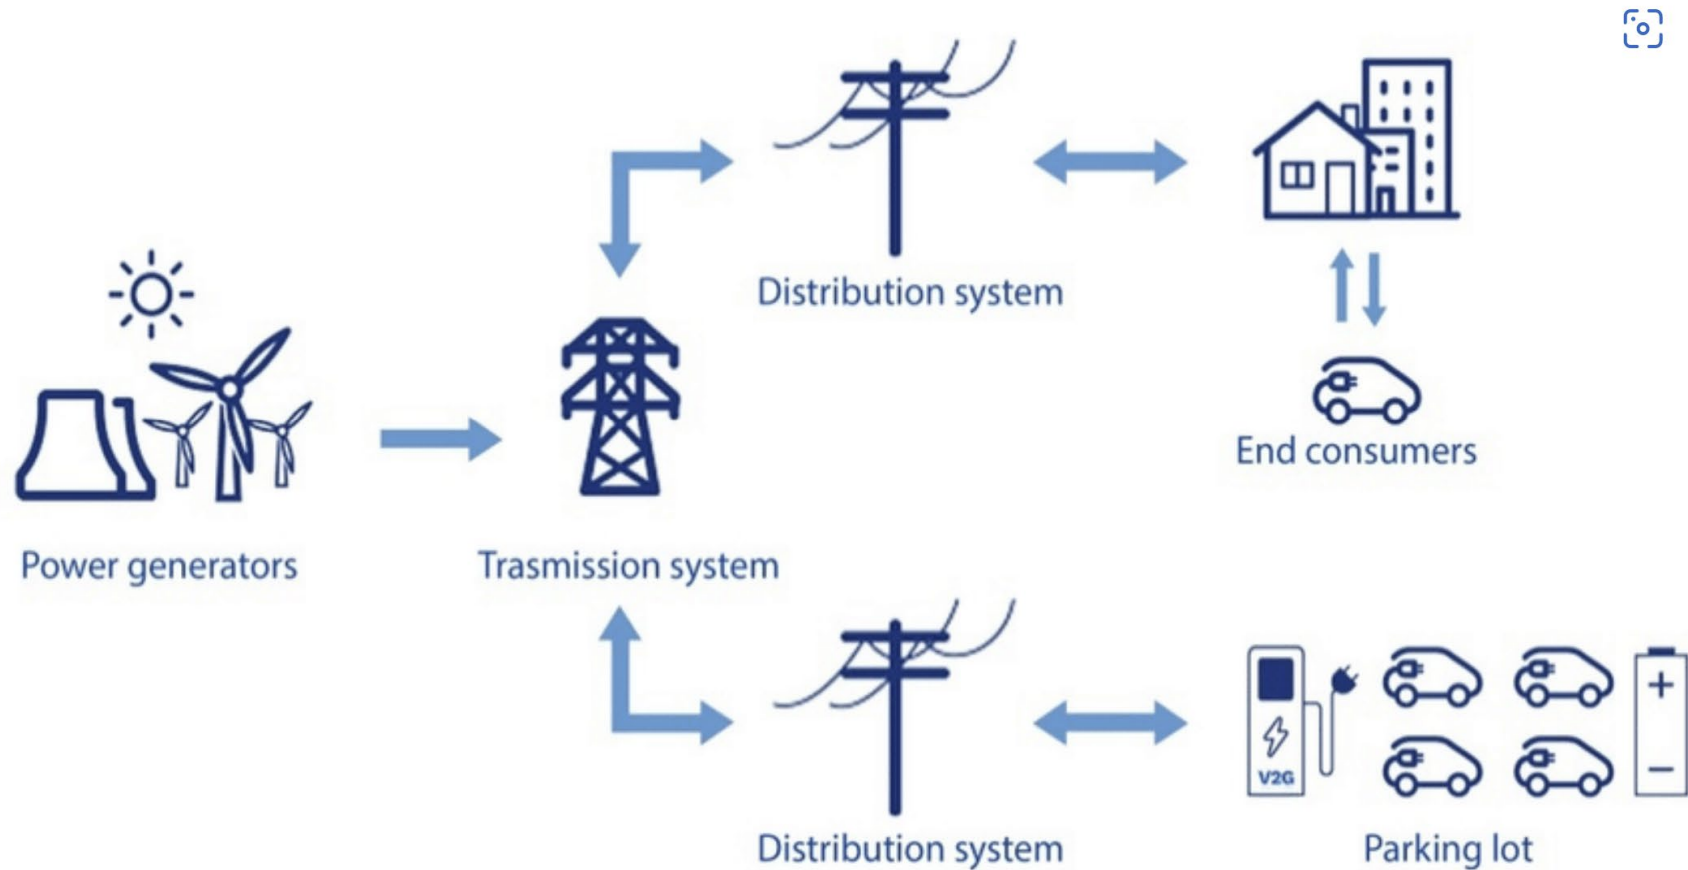 Distribution system
End consumers
Power generators
Trasmission system
V2G
+
−
Distribution system
Parking lot